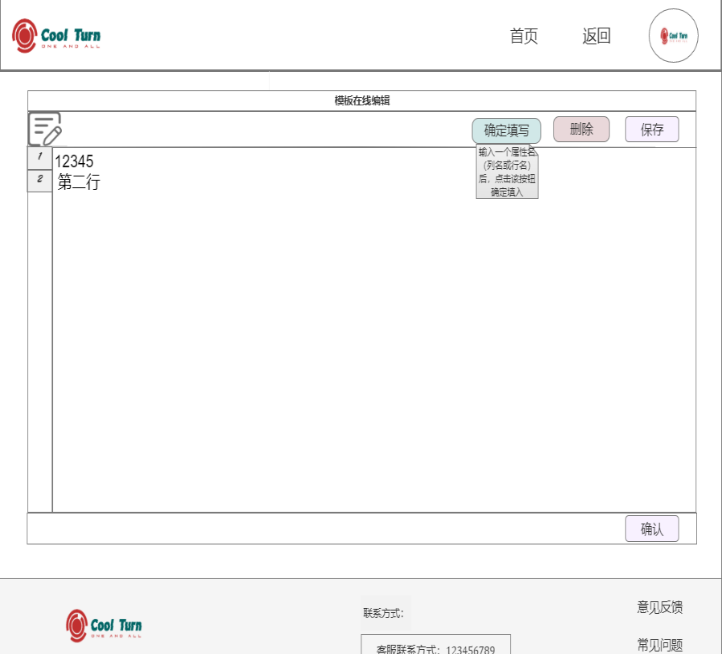 Cool Turn
ONE AND ALL
首页
返回
Cool Turn
模板在线编辑
确定填写
删除
保存
输入一个属性名
（列名或行名）
后，点击该按钮
确定填入
1
12345
2
第二行
确认
Cool Turn
ONE AND ALL
联系方式：
客服联系方式：123456789
意见反馈
常见问题